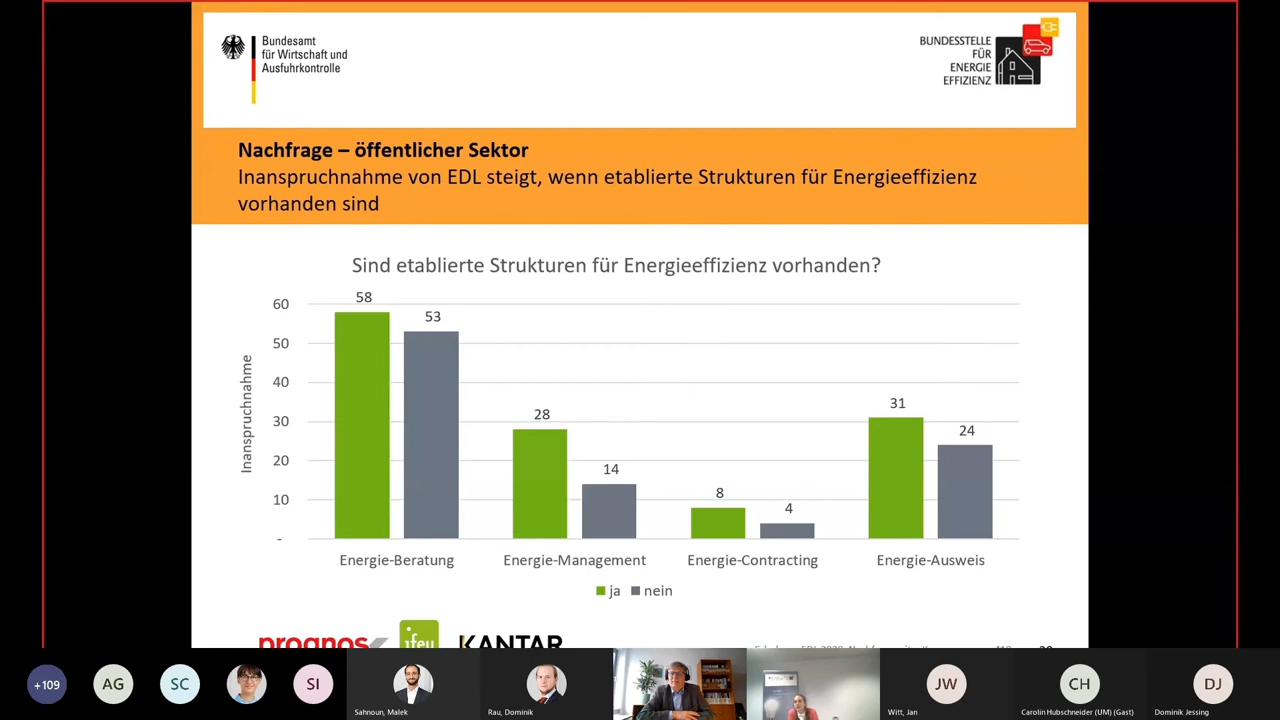 Bundesamt
für Wirtschaft und
Ausfuhrkontrolle
BUNDESSTELLE
FÜR
ENERGIE
EFFIZIENZ
Nachfrage – öffentlicher Sektor
Inanspruchnahme von EDL steigt, wenn etablierte Strukturen für Energieeffizienz
vorhanden sind
Sind etablierte Strukturen für Energieeffizienz vorhanden?
Inanspruchnahme
60
50
40
30
20
10
-
58
53
28
14
8
4
31
24
Energie-Beratung
Energie-Management
Energie-Contracting
Energie-Ausweis
ja
nein
prognos
ifeu
KANTAR
+109
AG
SC
SI
Sahnoun, Malek
Rau, Dominik
JW
Witt, Jan
CH
Carolin Hubschneider (UM) (Gast)
DJ
Dominik Jessing